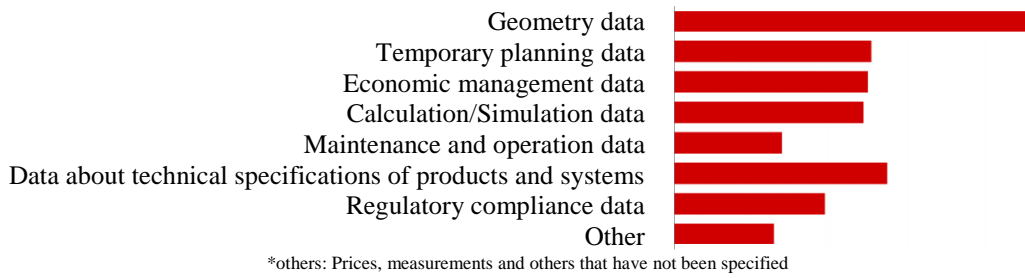 Geometry data
Temporary planning data
Economic management data
Calculation/Simulation data
Maintenance and operation data
Data about technical specifications of products and systems
Regulatory compliance data
Other
*others: Prices, measurements and others that have not been specified